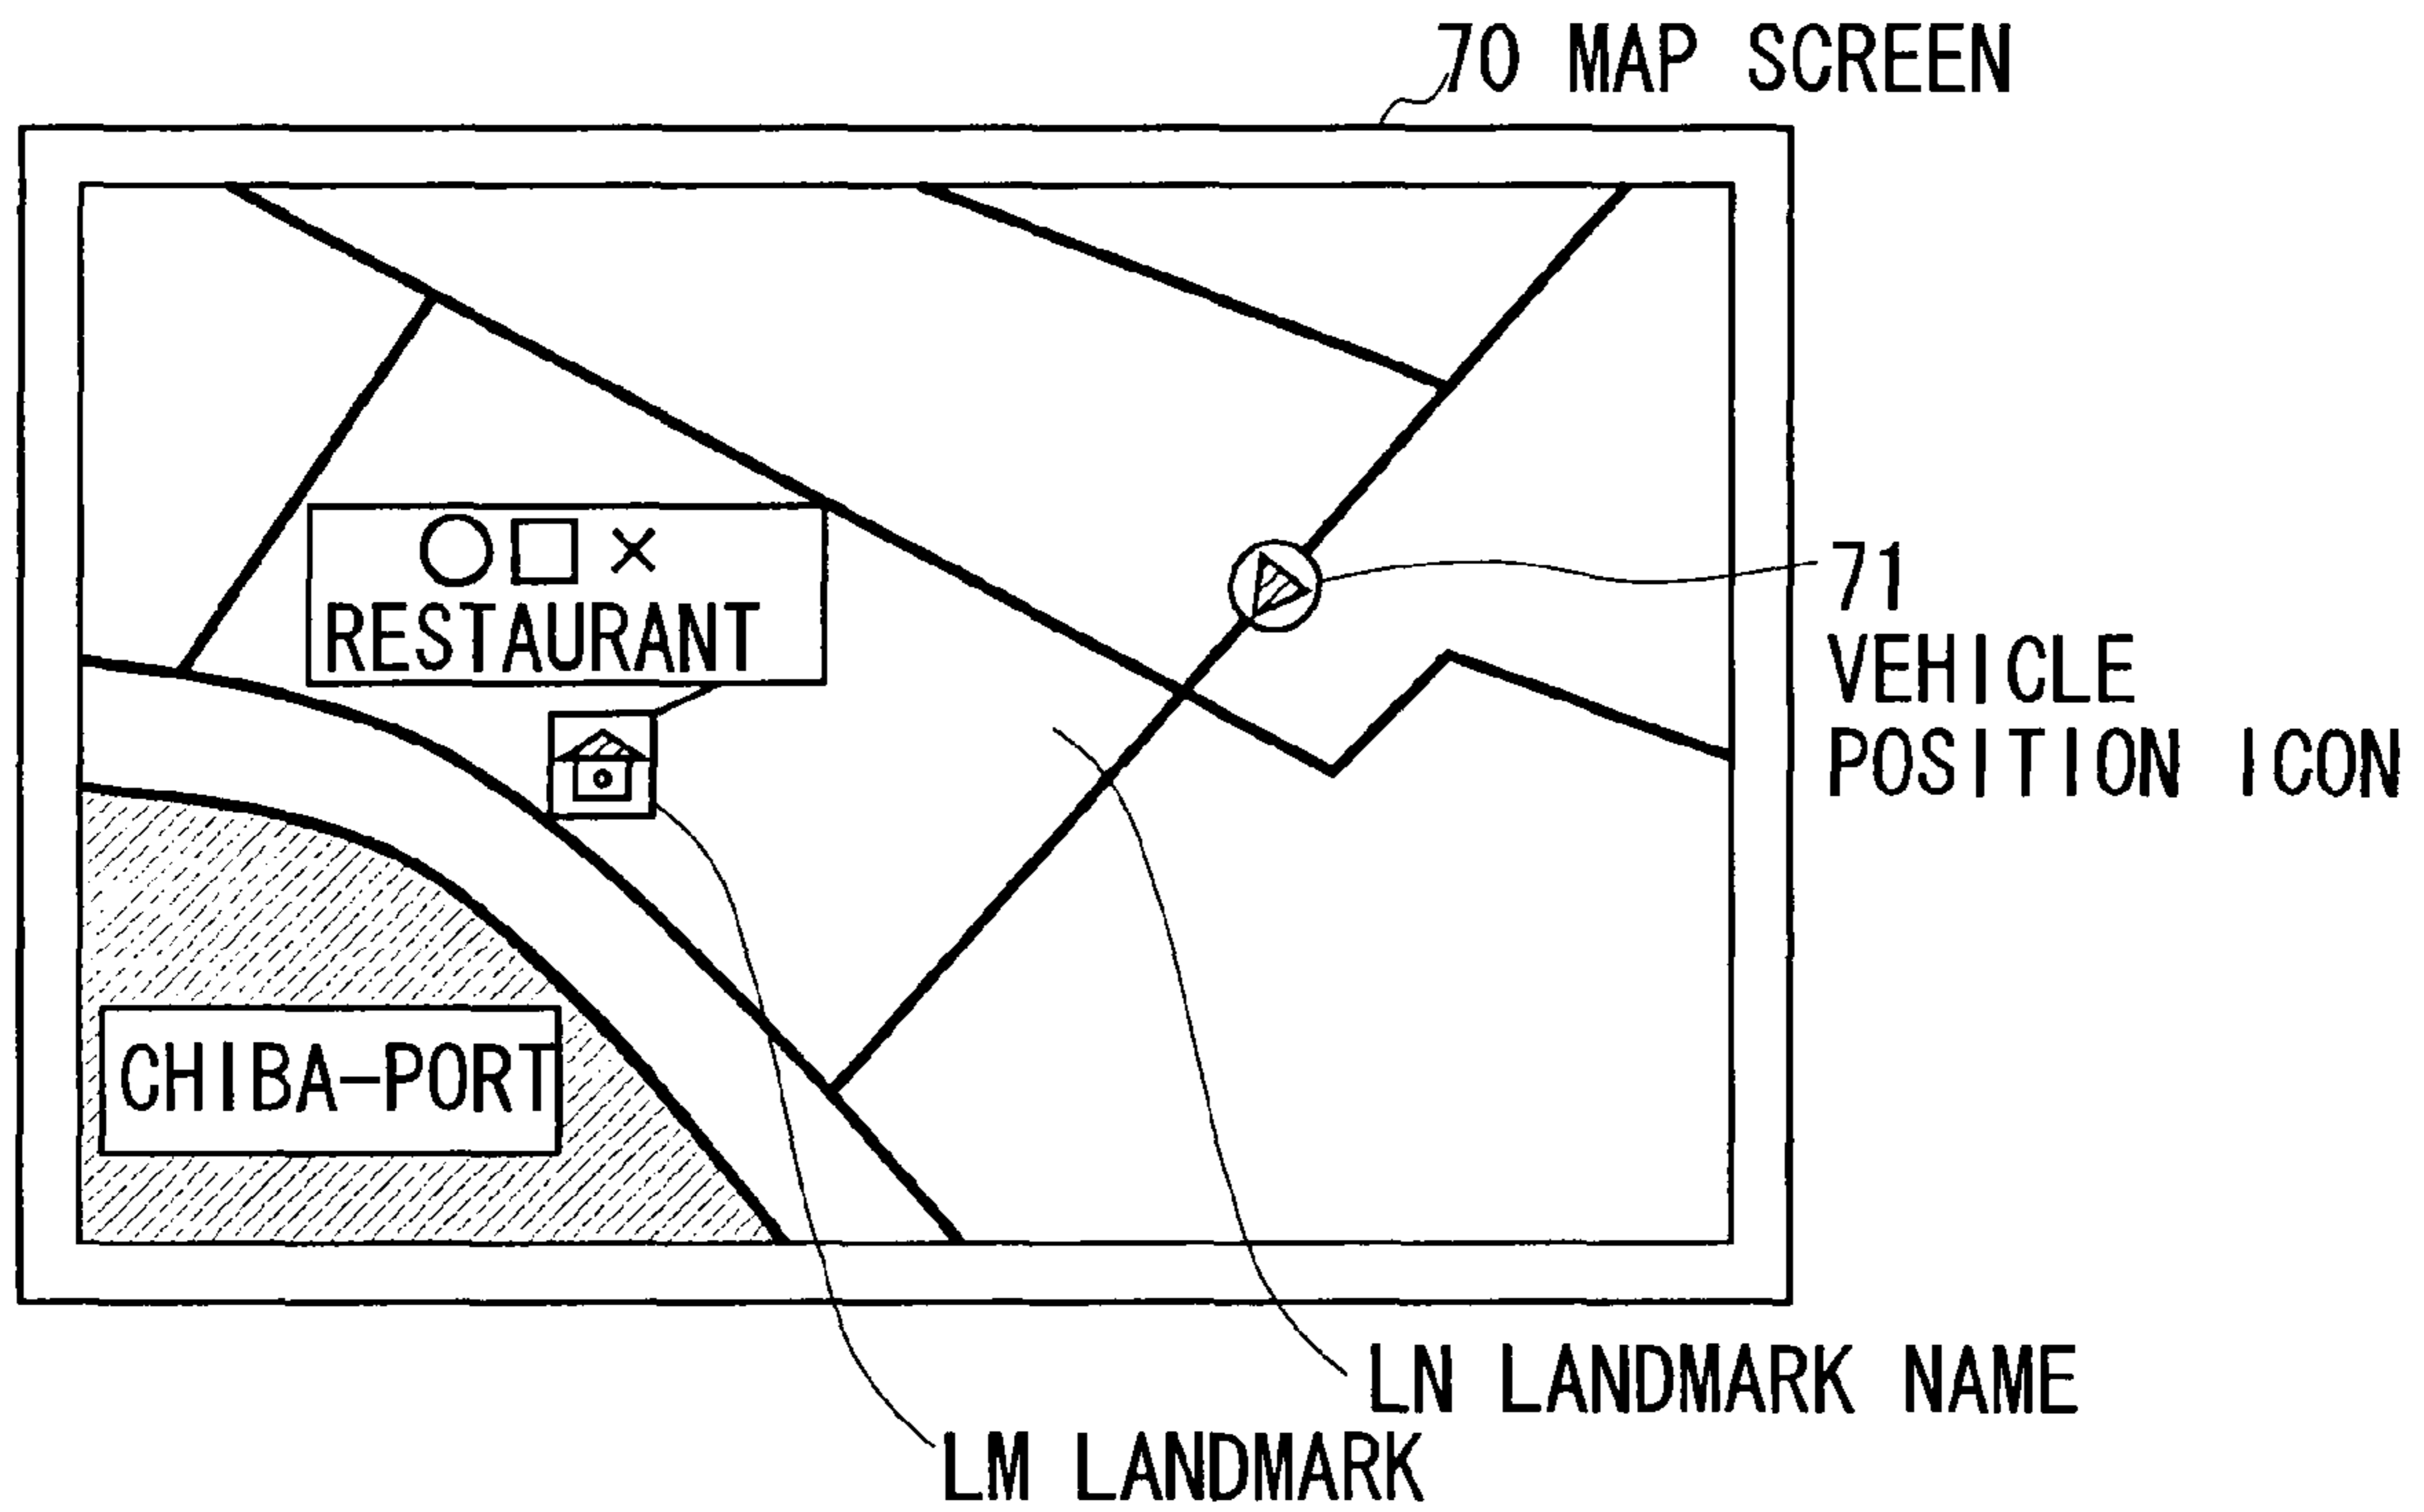 70 MAP SCREEN
○□×
RESTAURANT
71
VEHICLE
POSITION ICON
CHIBA-PORT
LN LANDMARK NAME
LM LANDMARK